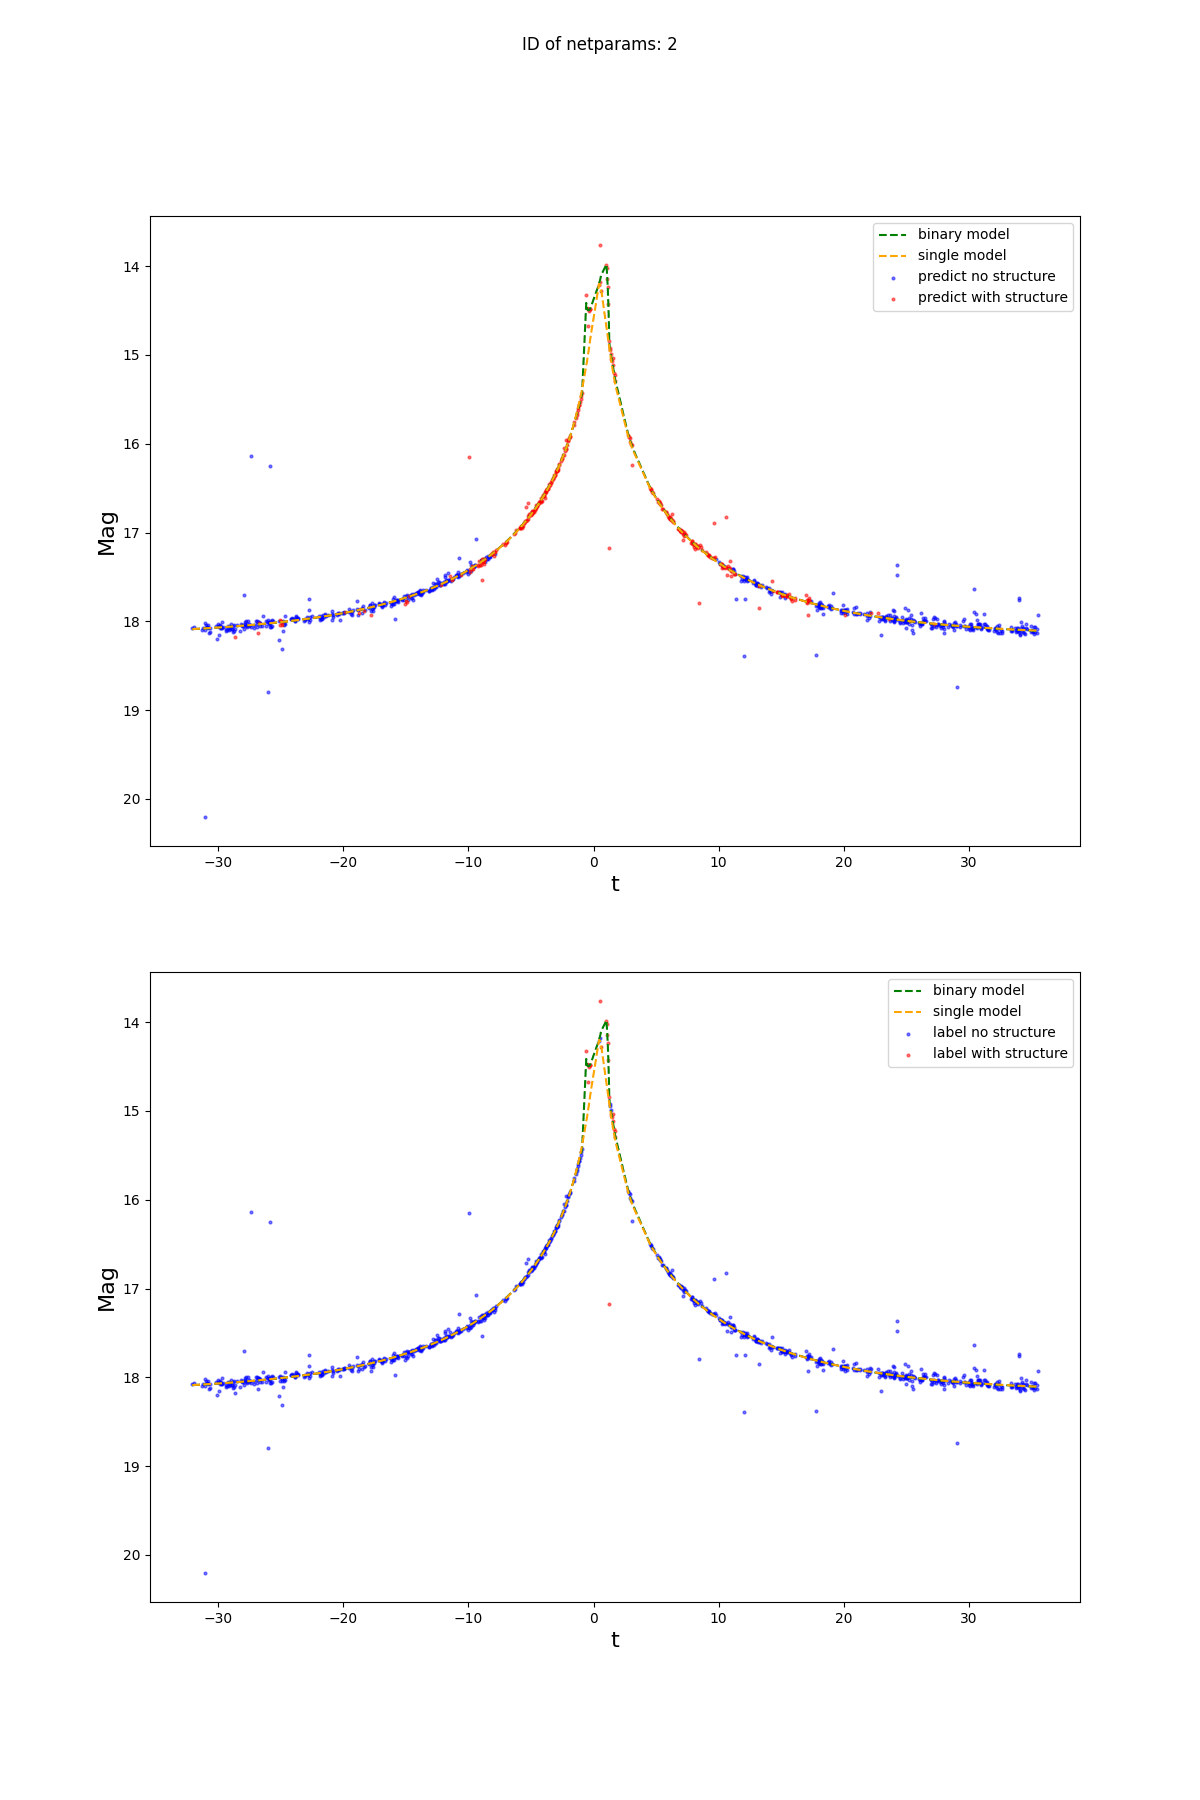 ID of netparams: 2
binary model
single model
predict no structure
predict with structure
14
15
16
17
18
19
20
Mag
−30
−20
−10
0
10
20
30
t
binary model
single model
label no structure
label with structure
14
15
16
17
18
19
20
Mag
−30
−20
−10
0
10
20
30
t